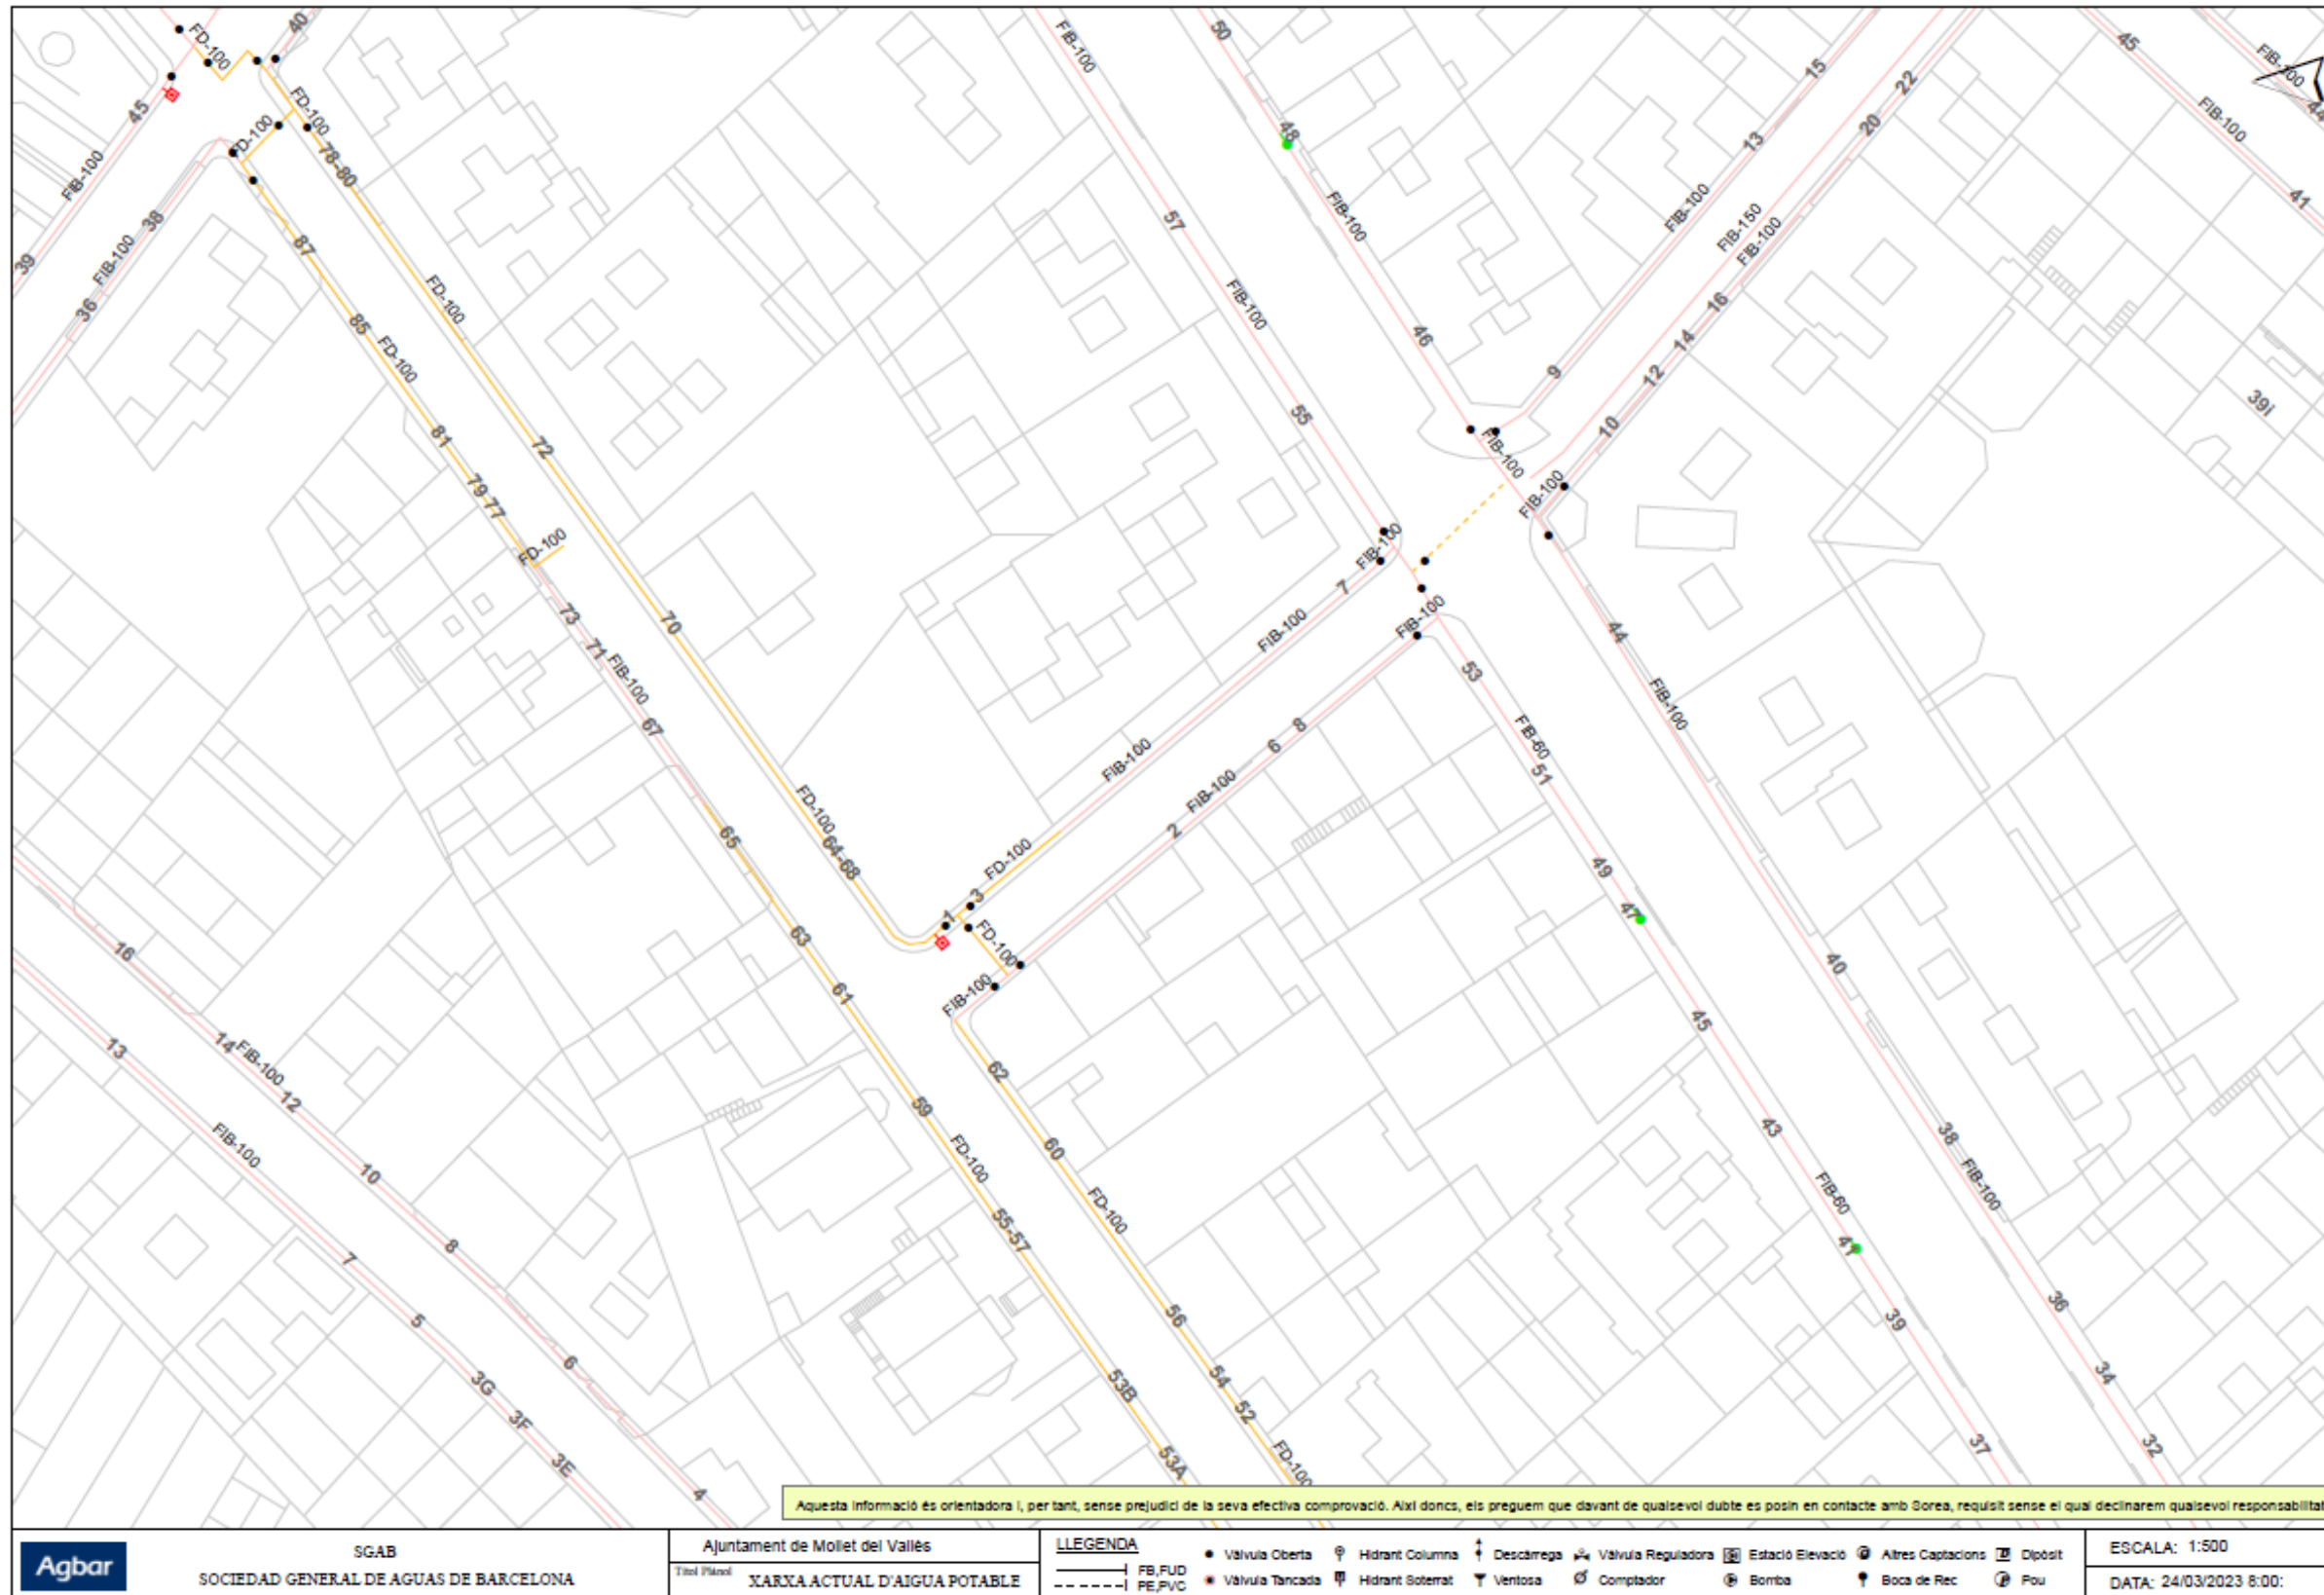 FD-100
40
FIB-100
50
15
22
45
FIB-100
45
FD-100
FD-100
78-80
48
13
20
FIB-100
41
FIB-100
38
87
57
FIB-100
FIB-100
FIB-150
FIB-100
39
FIB-100
36
85
FD-100
FIB-100
46
16
14
12
9
10
39I
FD-100
81
72
55
79-77
FD-100
FIB-100
FIB-100
FIB-100
7
FIB-100
FIB-100
44
73
71
FIB-100
67
70
53
FIB-100
FIB-60
51
FIB-100
8
6
FIB-100
2
FD-100
64-68
65
FD-100
3
1
49
47
FD-100
FIB-100
63
61
16
14
FIB-100
12
13
FIB-100
10
8
7
5
6
3G
3F
3E
4
62
59
FD-100
60
FD-100
55-57
56
54
52
FD-100
53B
53A
40
45
43
FIB-60
41
39
37
38
FIB-100
36
34
32
Aquesta informació és orientadora i, per tant, sense prejudici de la seva efectiva comprovació. Així doncs, els preguem que davant de qualsevol dubte es posin en contacte amb Sorea, requisit sense el qual declinarem qualsevol responsabilitat
Agbar
SGAB
SOCIEDAD GENERAL DE AGUAS DE BARCELONA
Ajuntament de Mollet del Vallès
Títol Plànol
XARXA ACTUAL D'AIGUA POTABLE
LLEGENDA
FB,FUD
PE,PVC
Vàlvula Oberta
Hidrant Columna
Descàrrega
Vàlvula Reguladora
Estació Elevació
Altres Captacions
Dipòsit
Vàlvula Tancada
Hidrant Soterrat
Ventosa
Comptador
Bomba
Boca de Rec
Pou
ESCALA: 1:500
DATA: 24/03/2023 8:00: